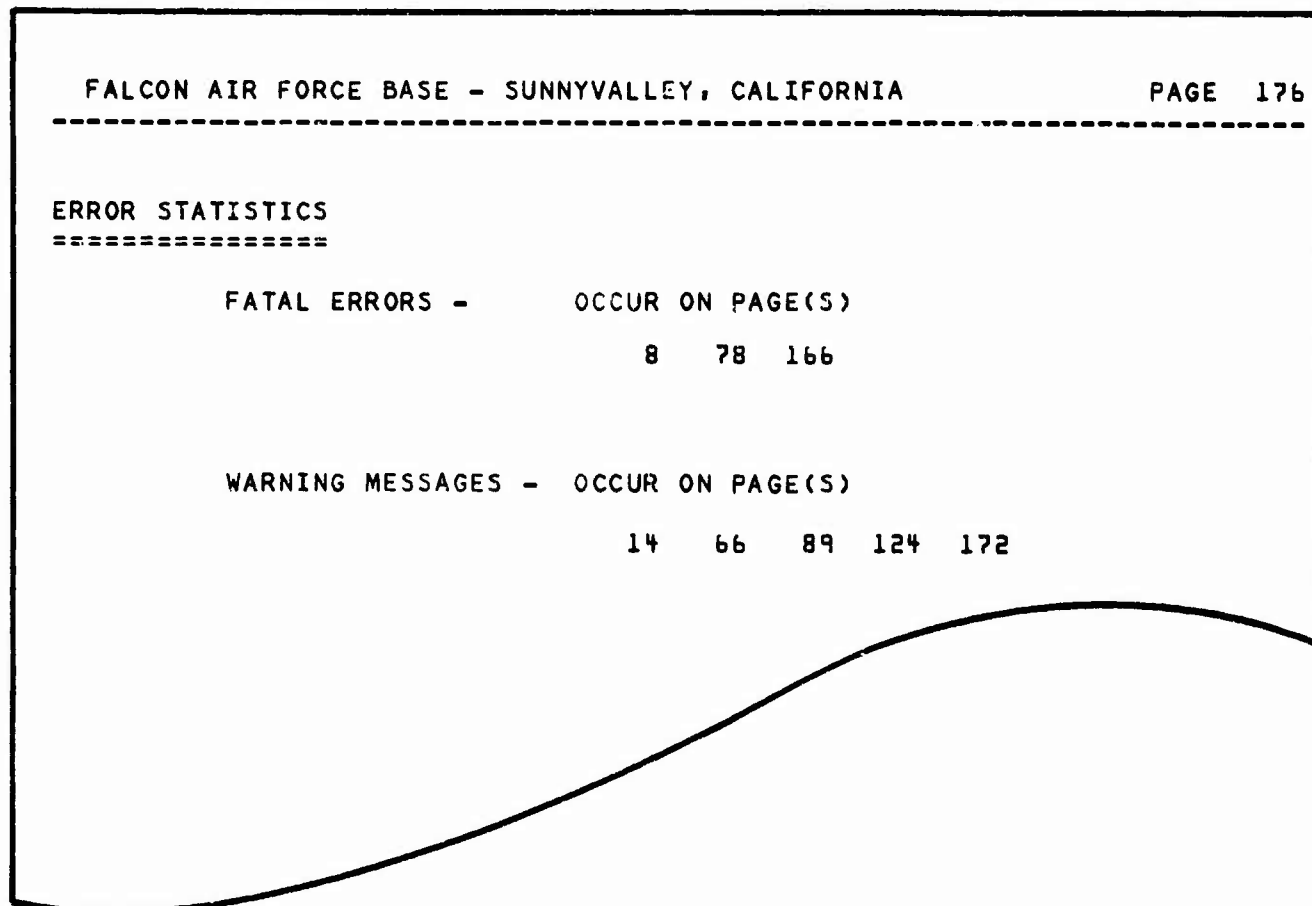 FALCON AIR FORCE BASE - SUNNYVALLEY, CALIFORNIA PAGE 176
ERROR STATISTICS
FATAL ERRORS - OCCUR ON PAGE(S)
8 78 166
WARNING MESSAGES - OCCUR ON PAGE(S)
14 66 89 124 172